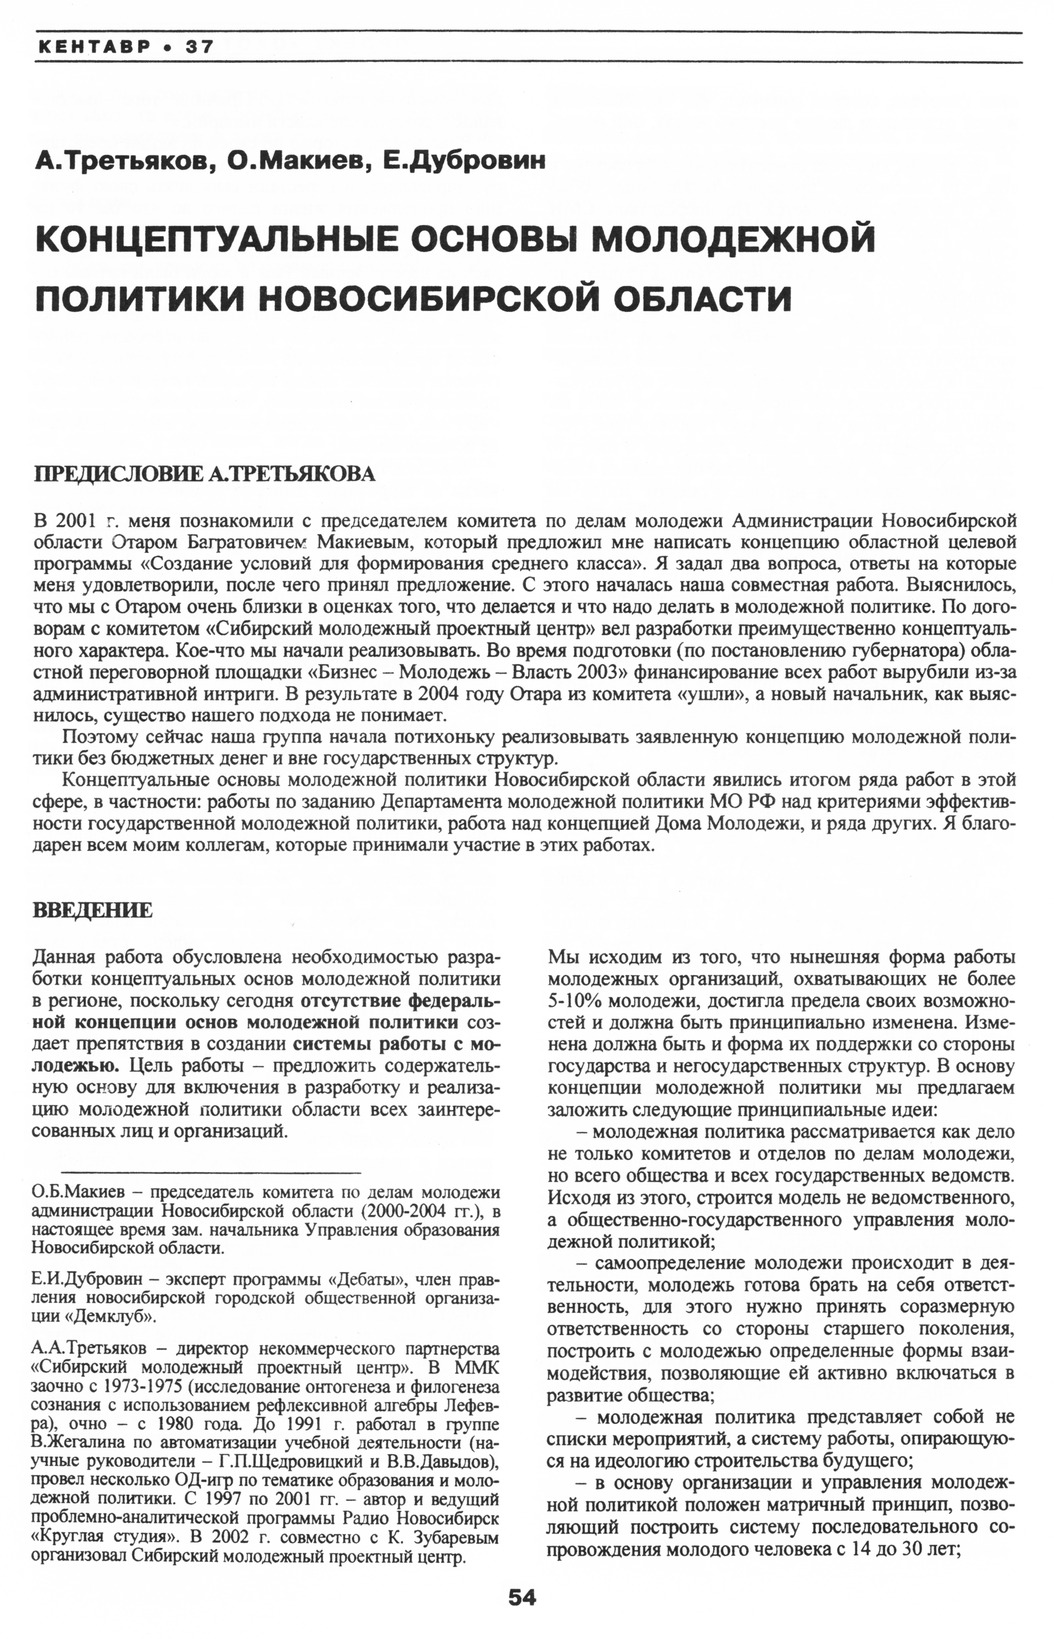 КЕНТАВР • 37
А.Третьяков, О.Макиев, Е.Дубровин
КОНЦЕПТУАЛЬНЫЕ ОСНОВЫ МОЛОДЕЖНОЙ
ПОЛИТИКИ НОВОСИБИРСКОЙ ОБЛАСТИ
ПРЕДИСЛОВИЕ А.ТРЕТЬЯКОВА
В 2001 г. меня познакомили с председателем комитета по делам молодежи Администрации Новосибирской
области Отаром Багратовичем Макиевым, который предложил мне написать концепцию областной целевой
программы «Создание условий для формирования среднего класса». Я задал два вопроса, ответы на которые
меня удовлетворили, после чего принял предложение. С этого началась наша совместная работа. Выяснилось,
что мы с Отаром очень близки в оценках того, что делается и что надо делать в молодежной политике. По дого-
ворам с комитетом «Сибирский молодежный проектный центр» вел разработки преимущественно концептуаль-
ного характера. Кое-что мы начали реализовывать. Во время подготовки (по постановлению губернатора) обла-
стной переговорной площадки «Бизнес – Молодежь – Власть 2003» финансирование всех работ вырубили из-за
административной интриги. В результате в 2004 году Отара из комитета «ушли», а новый начальник, как выяс-
нилось, существо нашего подхода не понимает.
Поэтому сейчас наша группа начала потихоньку реализовывать заявленную концепцию молодежной поли-
тики без бюджетных денег и вне государственных структур.
Концептуальные основы молодежной политики Новосибирской области явились итогом ряда работ в этой
сфере, в частности: работы по заданию Департамента молодежной политики МО РФ над критериями эффектив-
ности государственной молодежной политики, работа над концепцией Дома Молодежи, и ряда других. Я благо-
дарен всем моим коллегам, которые принимали участие в этих работах.
ВВЕДЕНИЕ
Данная работа обусловлена необходимостью разра-
ботки концептуальных основ молодежной политики
в регионе, поскольку сегодня отсутствие федераль-
ной концепции основ молодежной политики соз-
дает препятствия в создании системы работы с мо-
лодежью. Цель работы – предложить содержатель-
ную основу для включения в разработку и реализа-
цию молодежной политики области всех заинтере-
сованных лиц и организаций.
О.Б.Макиев – председатель комитета по делам молодежи
администрации Новосибирской области (2000-2004 гг.), в
настоящее время зам. начальника Управления образования
Новосибирской области.
Е.И.Дубровин – эксперт программы «Дебаты», член прав-
ления новосибирской городской общественной организа-
ции «Демклуб».
А.А.Третьяков – директор некоммерческого партнерства
«Сибирский молодежный проектный центр». В ММК
заочно с 1973-1975 (исследование онтогенеза и филогенеза
сознания с использованием рефлексивной алгебры Лефев-
ра), очно – с 1980 года. До 1991 г. работал в группе
В.Жегалина по автоматизации учебной деятельности (на-
учные руководители – Г.П.Щедровицкий и В.В.Давыдов),
провел несколько ОД-игр по тематике образования и моло-
дежной политики. С 1997 по 2001 гг. – автор и ведущий
проблемно-аналитической программы Радио Новосибирск
«Круглая студия». В 2002 г. совместно с К. Зубаревым
организовал Сибирский молодежный проектный центр.
Мы исходим из того, что нынешняя форма работы
молодежных организаций, охватывающих не более
5-10% молодежи, достигла предела своих возможно-
стей и должна быть принципиально изменена. Изме-
нена должна быть и форма их поддержки со стороны
государства и негосударственных структур. В основу
концепции молодежной политики мы предлагаем
заложить следующие принципиальные идеи:
– молодежная политика рассматривается как дело
не только комитетов и отделов по делам молодежи,
но всего общества и всех государственных ведомств.
Исходя из этого, строится модель не ведомственного,
а общественно-государственного управления моло-
дежной политикой;
– самоопределение молодежи происходит в дея-
тельности, молодежь готова брать на себя ответст-
венность, для этого нужно принять соразмерную
ответственность со стороны старшего поколения,
построить с молодежью определенные формы взаи-
модействия, позволяющие ей активно включаться в
развитие общества;
– молодежная политика представляет собой не
списки мероприятий, а систему работы, опирающую-
ся на идеологию строительства будущего;
– в основу организации и управления молодеж-
ной политикой положен матричный принцип, позво-
ляющий построить систему последовательного со-
провождения молодого человека с 14 до 30 лет;
54